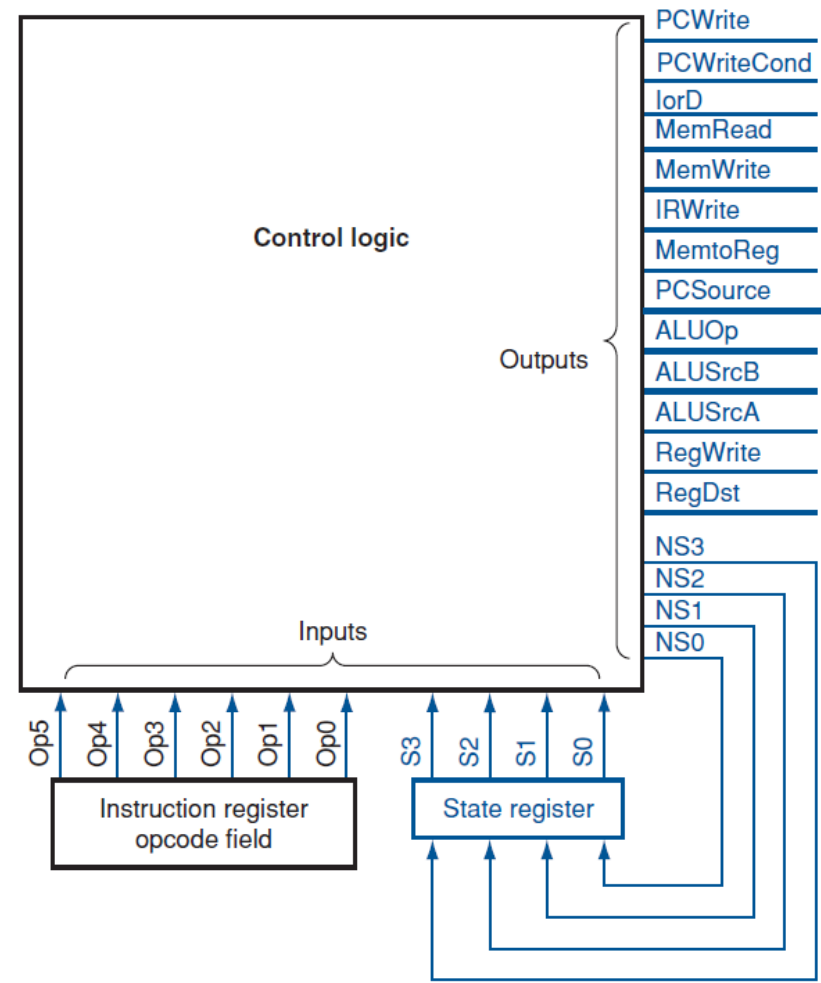 PCWrite
PCWriteCond
IorD
MemRead
MemWrite
IRWrite
MemtoReg
PCSource
ALUOp
ALUSrcB
ALUSrcA
RegWrite
RegDst
NS3
NS2
NS1
NS0
Control logic
Outputs
Inputs
Op5
Op4
Op3
Op2
Op1
Op0
S3
S2
S1
S0
Instruction register
opcode field
State register